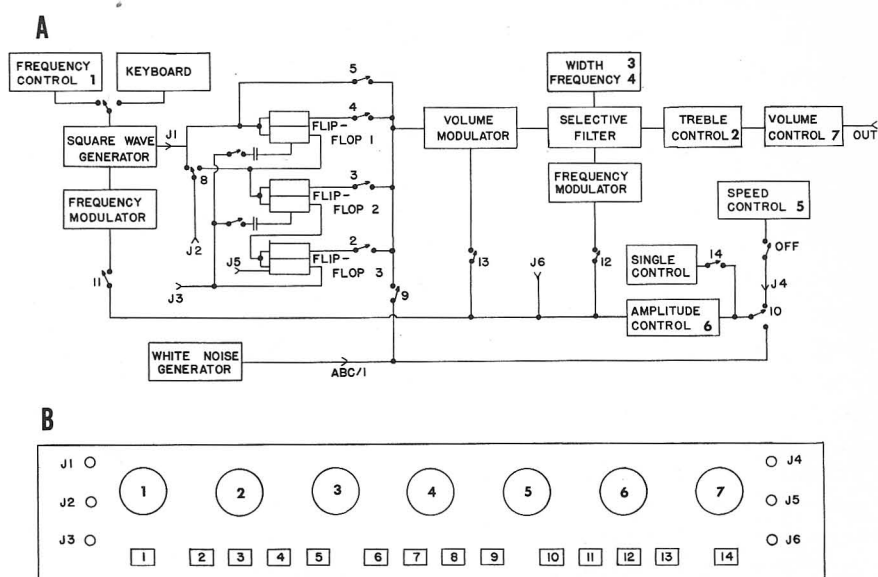 A
FREQUENCY
CONTROL 1
KEYBOARD
SQUARE WAVE
GENERATOR
J1
FREQUENCY
MODULATOR
11
8
J2
J3
J5
5
4
FLIP-
FLOP 1
3
FLIP-
FLOP 2
2
FLIP-
FLOP 3
9
WHITE NOISE
GENERATOR
ABC/1
VOLUME
MODULATOR
13
J6
WIDTH 3
FREQUENCY 4
SELECTIVE
FILTER
FREQUENCY
MODULATOR
12
TREBLE
CONTROL 2
VOLUME
CONTROL 7
OUT
SPEED
CONTROL 5
OFF
J4
SINGLE
CONTROL
14
10
AMPLITUDE
CONTROL 6
B
J1
J2
J3
1 2 3 4 5 6 7
J4
J5
J6
1 2 3 4 5 6 7 8 9 10 11 12 13 14